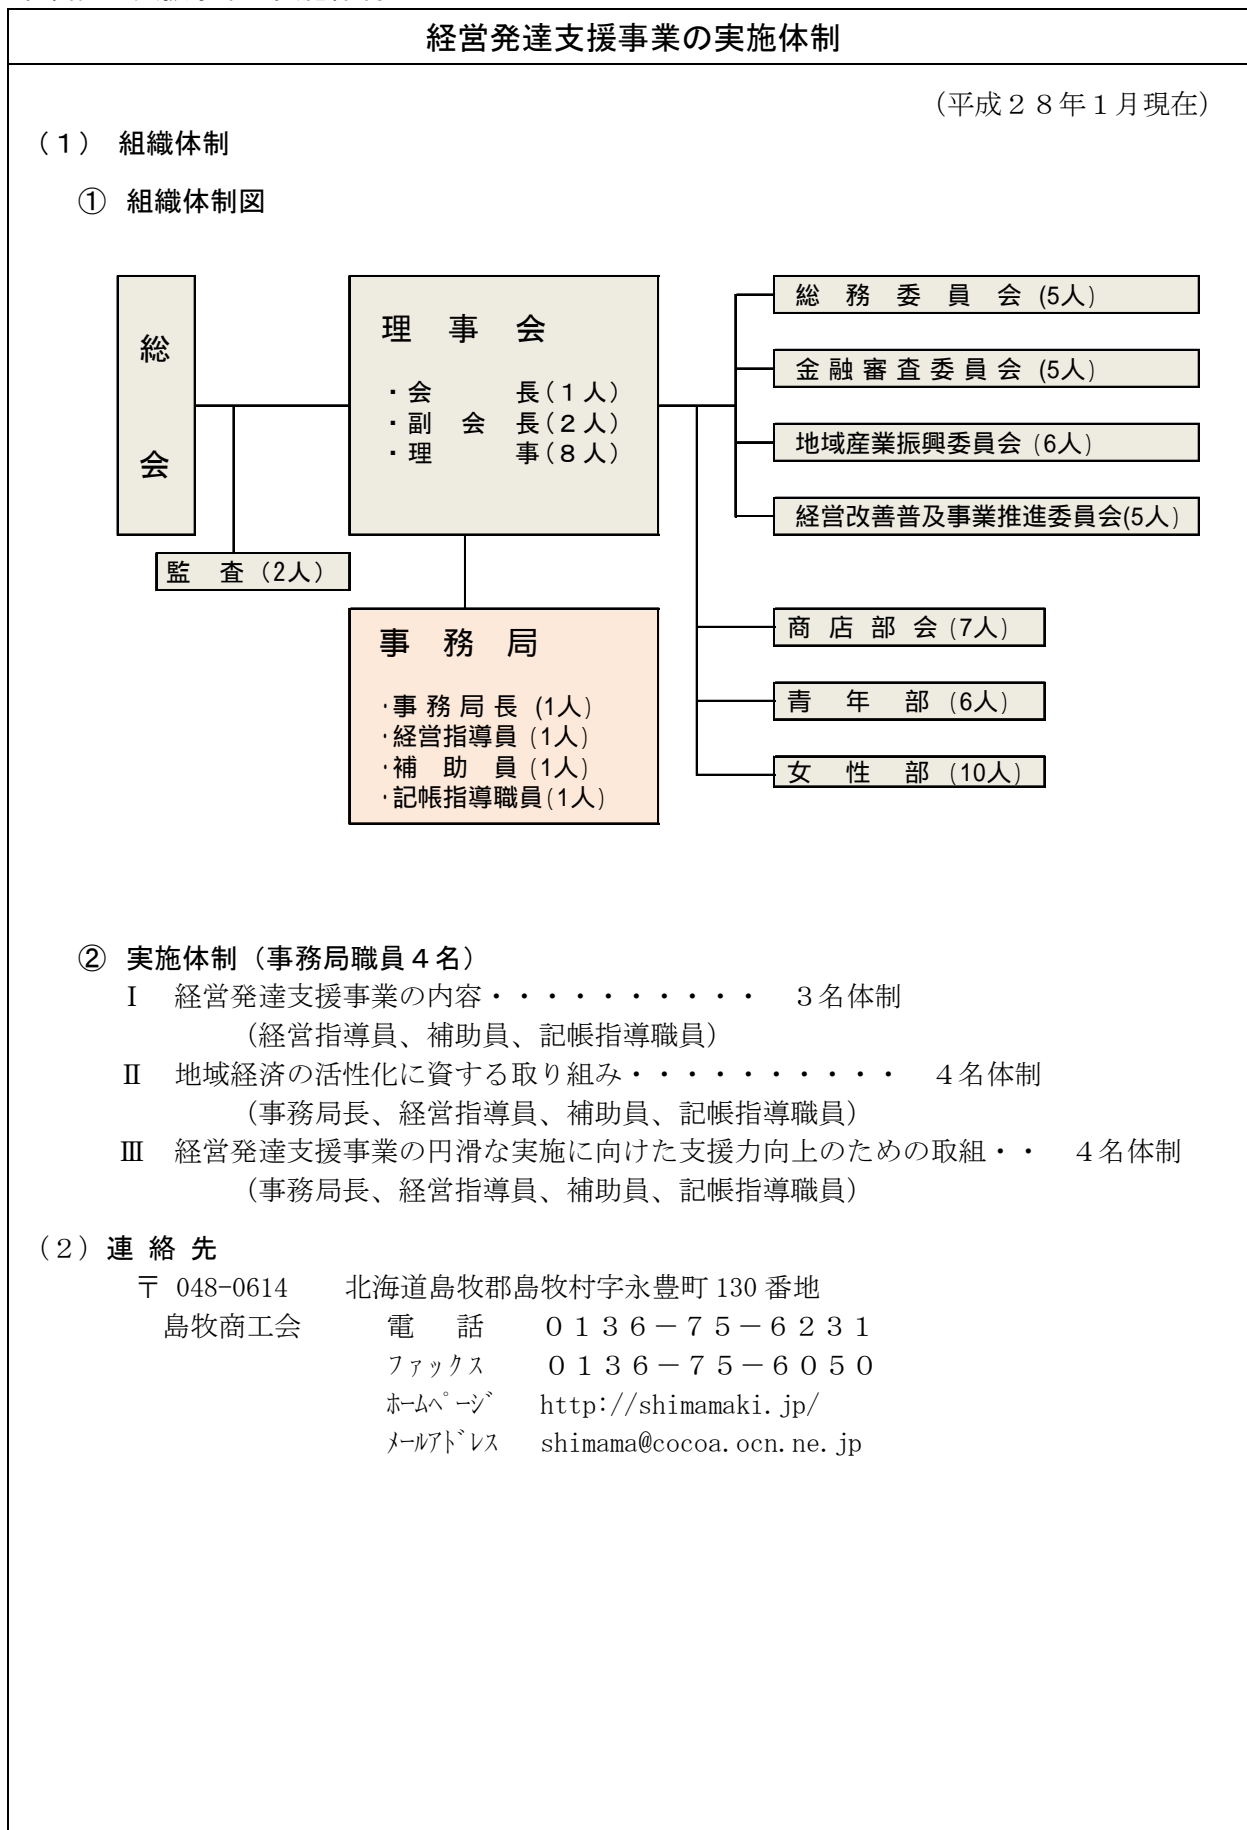 経営発達支援事業の実施体制
（平成２８年１月現在）
（１） 組織体制
① 組織体制図
総会
理　事　会
・会　　　長（１人）
・副　会　長（２人）
・理　　　事（８人）
監　査（2人）
事　務　局
・事 務 局 長 (1人)
・経営指導員 (1人)
・補　助　員 (1人)
・記帳指導職員(1人)
総　務　委　員　会 (5人)
金 融 審 査 委 員 会 (5人)
地域産業振興委員会 (6人)
経営改善普及事業推進委員会(5人)
商 店 部 会 (7人)
青　年　部 (6人)
女　性　部 (10人)
② 実施体制（事務局職員４名）
Ⅰ　経営発達支援事業の内容・・・・・・・・・・　３名体制
（経営指導員、補助員、記帳指導職員）
Ⅱ　地域経済の活性化に資する取り組み・・・・・・・・・・　４名体制
（事務局長、経営指導員、補助員、記帳指導職員）
Ⅲ　経営発達支援事業の円滑な実施に向けた支援力向上のための取組・・　４名体制
（事務局長、経営指導員、補助員、記帳指導職員）
（２）連 絡 先
〒 048-0614　　北海道島牧郡島牧村字永豊町 130 番地
島牧商工会　　電　話　　０１３６－７５－６２３１
ﾌｧｯｸｽ　　０１３６－７５－６０５０
ﾎｰﾑﾍﾟｰｼﾞ　http://shimamaki.jp/
ﾒｰﾙｱﾄﾞﾚｽ　shimama@cocoa.ocn.ne.jp